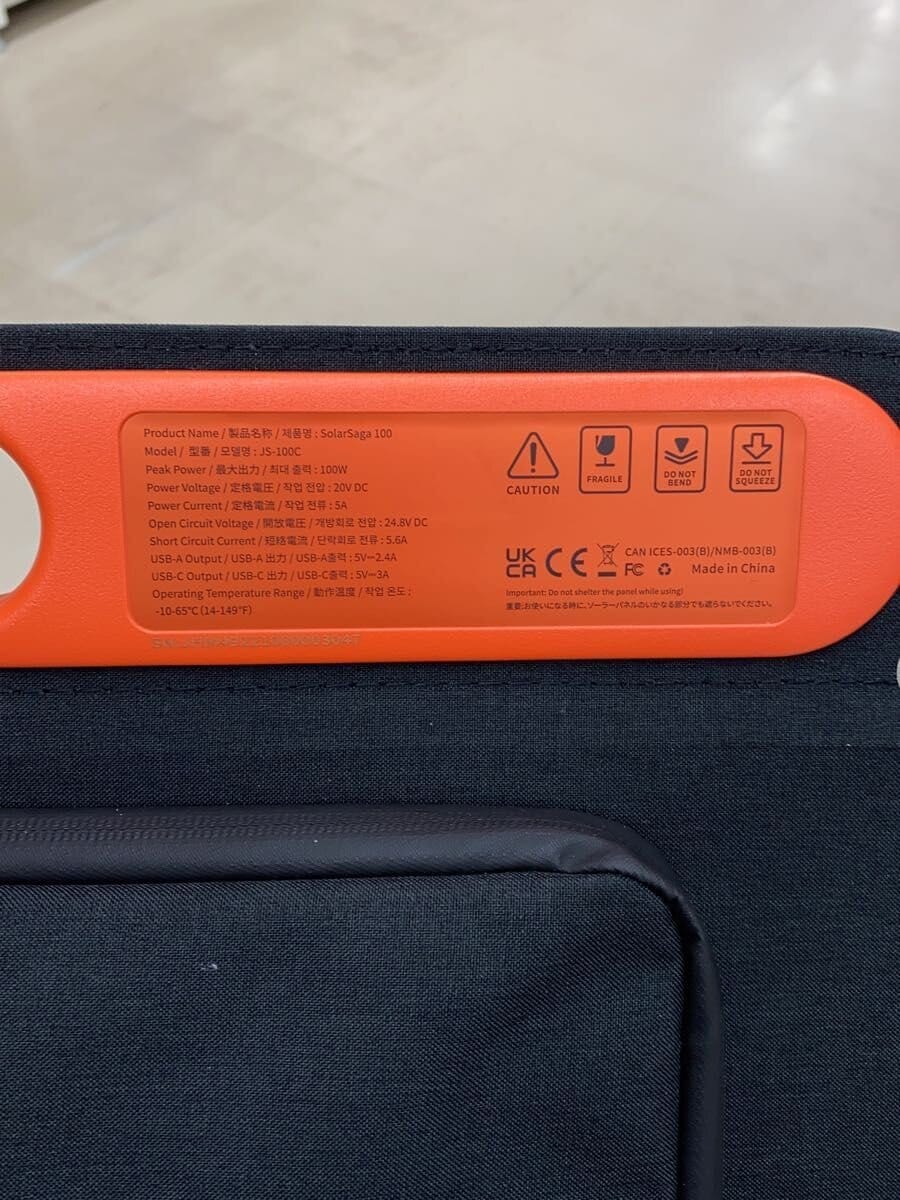 Product Name / 製品名称 / 제품명 : SolarSaga 100
Model / 型番 / 모델명 : JS-100C
Peak Power / 最大出力 / 최대 출력 : 100W
Power Voltage / 定格電圧 / 작업 전압 : 20V DC
Power Current / 定格電流 / 작업 전류 : 5A
Open Circuit Voltage / 開放電圧 / 개방회로 전압 : 24.8V DC
Short Circuit Current / 短絡電流 / 단락회로 전류 : 5.6A
USB-A Output / USB-A 出力 / USB-A출력 : 5V⎓2.4A
USB-C Output / USB-C 出力 / USB-C출력 : 5V⎓3A
Operating Temperature Range / 動作温度 / 작업 온도 :
-10-65℃ (14-149°F)
CAUTION
FRAGILE
DO NOT
BEND
DO NOT
SQUEEZE
UK
CA CE CAN ICES-003(B)/NMB-003(B)
FC Made in China
Important: Do not shelter the panel while using!
重要:お使いになる時に、ソーラーパネルのいかなる部分でも遮らないでください。